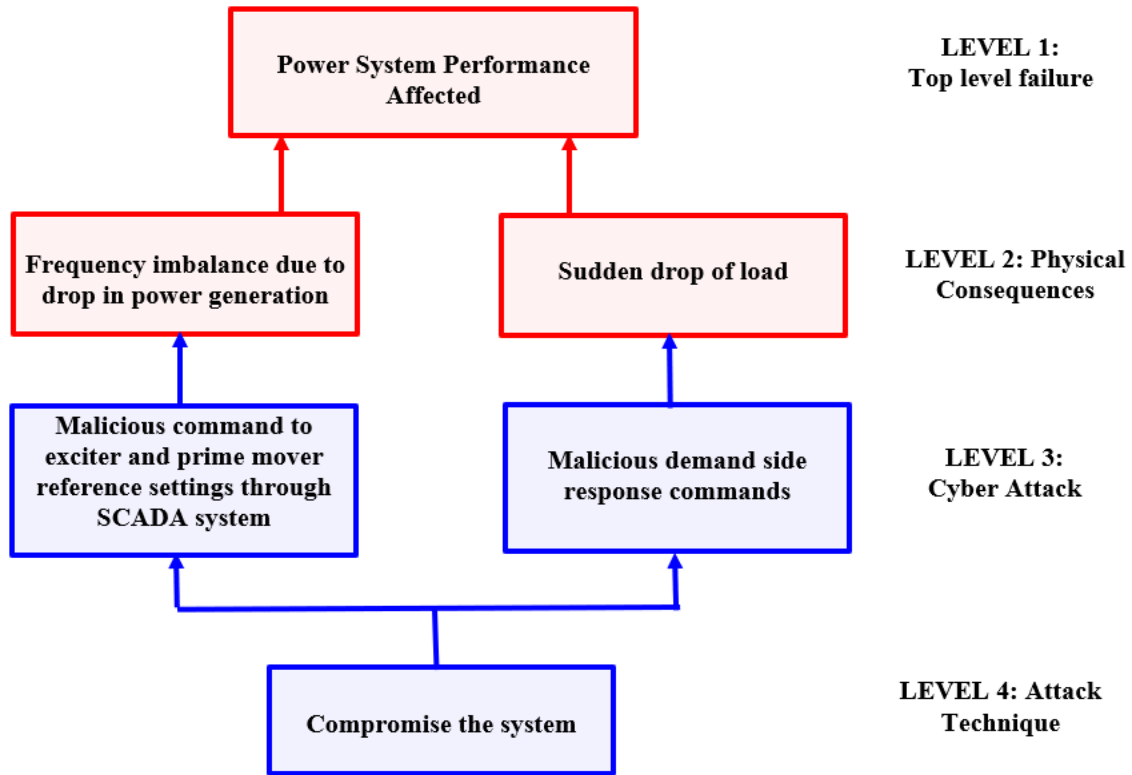 Power System Performance
Affected
LEVEL 1:
Top level failure
Frequency imbalance due to
drop in power generation
Sudden drop of load
LEVEL 2: Physical
Consequences
Malicious command to
exciter and prime mover
reference settings through
SCADA system
Malicious demand side
response commands
LEVEL 3:
Cyber Attack
Compromise the system
LEVEL 4: Attack
Technique